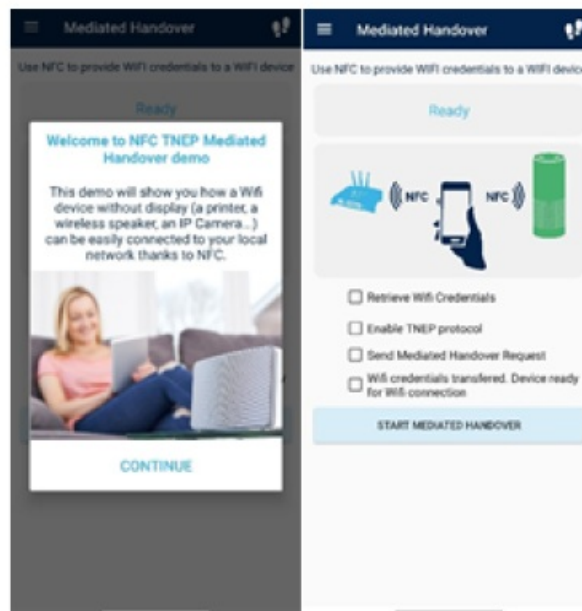 Mediated Handover
Use NFC to provide WIFI credentials to a WIFI device
Ready
Welcome to NFC TNEP Mediated
Handover demo
This demo will show you how a Wifi
device without display (a printer, a
wireless speaker, an IP Camera...)
can be easily connected to your local
network thanks to NFC.
CONTINUE
Mediated Handover
Use NFC to provide WIFI credentials to a WIFI device
Ready
NFC
NFC
Retrieve Wifi Credentials
Enable TNEP protocol
Send Mediated Handover Request
Wifi credentials transfered. Device ready
for Wifi connection
START MEDIATED HANDOVER